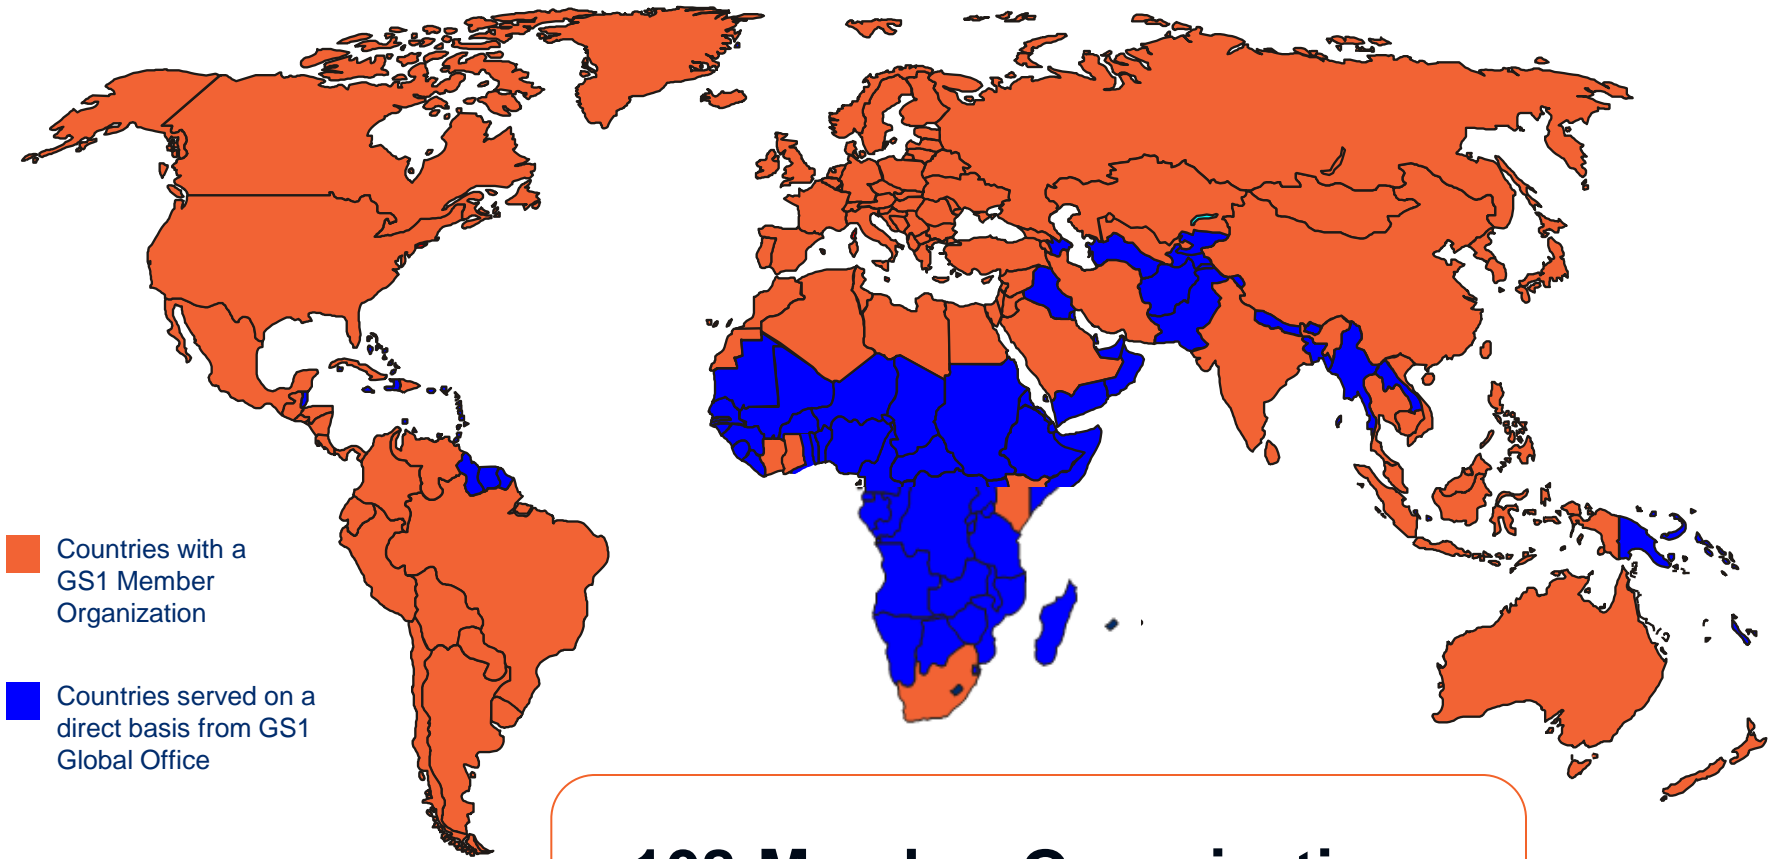 Countries with a
GS1 Member
Organization
Countries served on a
direct basis from GS1
Global Office